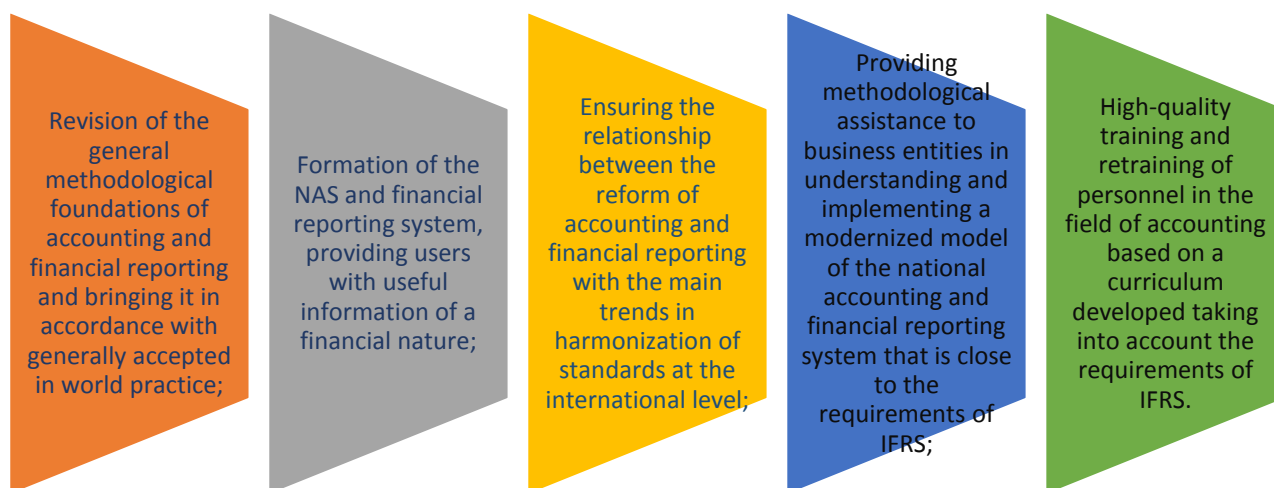 Revision of the
general
methodological
foundations of
accounting and
financial reporting
and bringing it in
accordance with
generally accepted
in world practice;
Formation of the
NAS and financial
reporting system,
providing users
with useful
information of a
financial nature;
Ensuring the
relationship
between the
reform of
accounting and
financial reporting
with the main
trends in
harmonization of
standards at the
international level;
Providing
methodological
assistance to
business entities in
understanding and
implementing a
modernized model
of the national
accounting and
financial reporting
system that is close
to the
requirements of
IFRS;
High-quality
training and
retraining of
personnel in the
field of accounting
based on a
curriculum
developed taking
into account the
requirements of
IFRS.